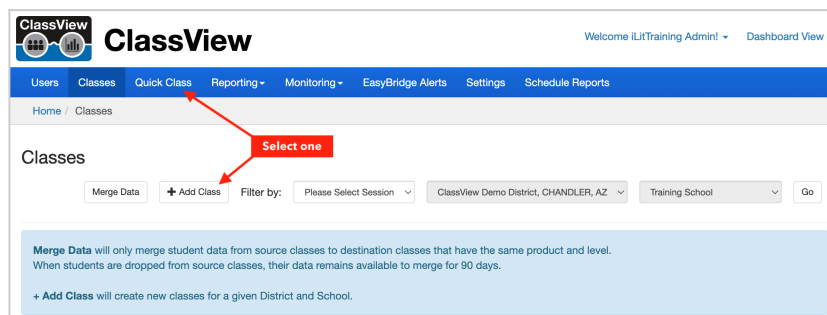 ClassView
ClassView
Welcome iLitTraining Admin! Dashboard View
Users Classes Quick Class Reporting Monitoring EasyBridge Alerts Settings Schedule Reports
Home / Classes
Select one
Classes
Merge Data + Add Class Filter by: Please Select Session ClassView Demo District, CHANDLER, AZ Training School Go
Merge Data will only merge student data from source classes to destination classes that have the same product and level.
When students are dropped from source classes, their data remains available to merge for 90 days.
+ Add Class will create new classes for a given District and School.